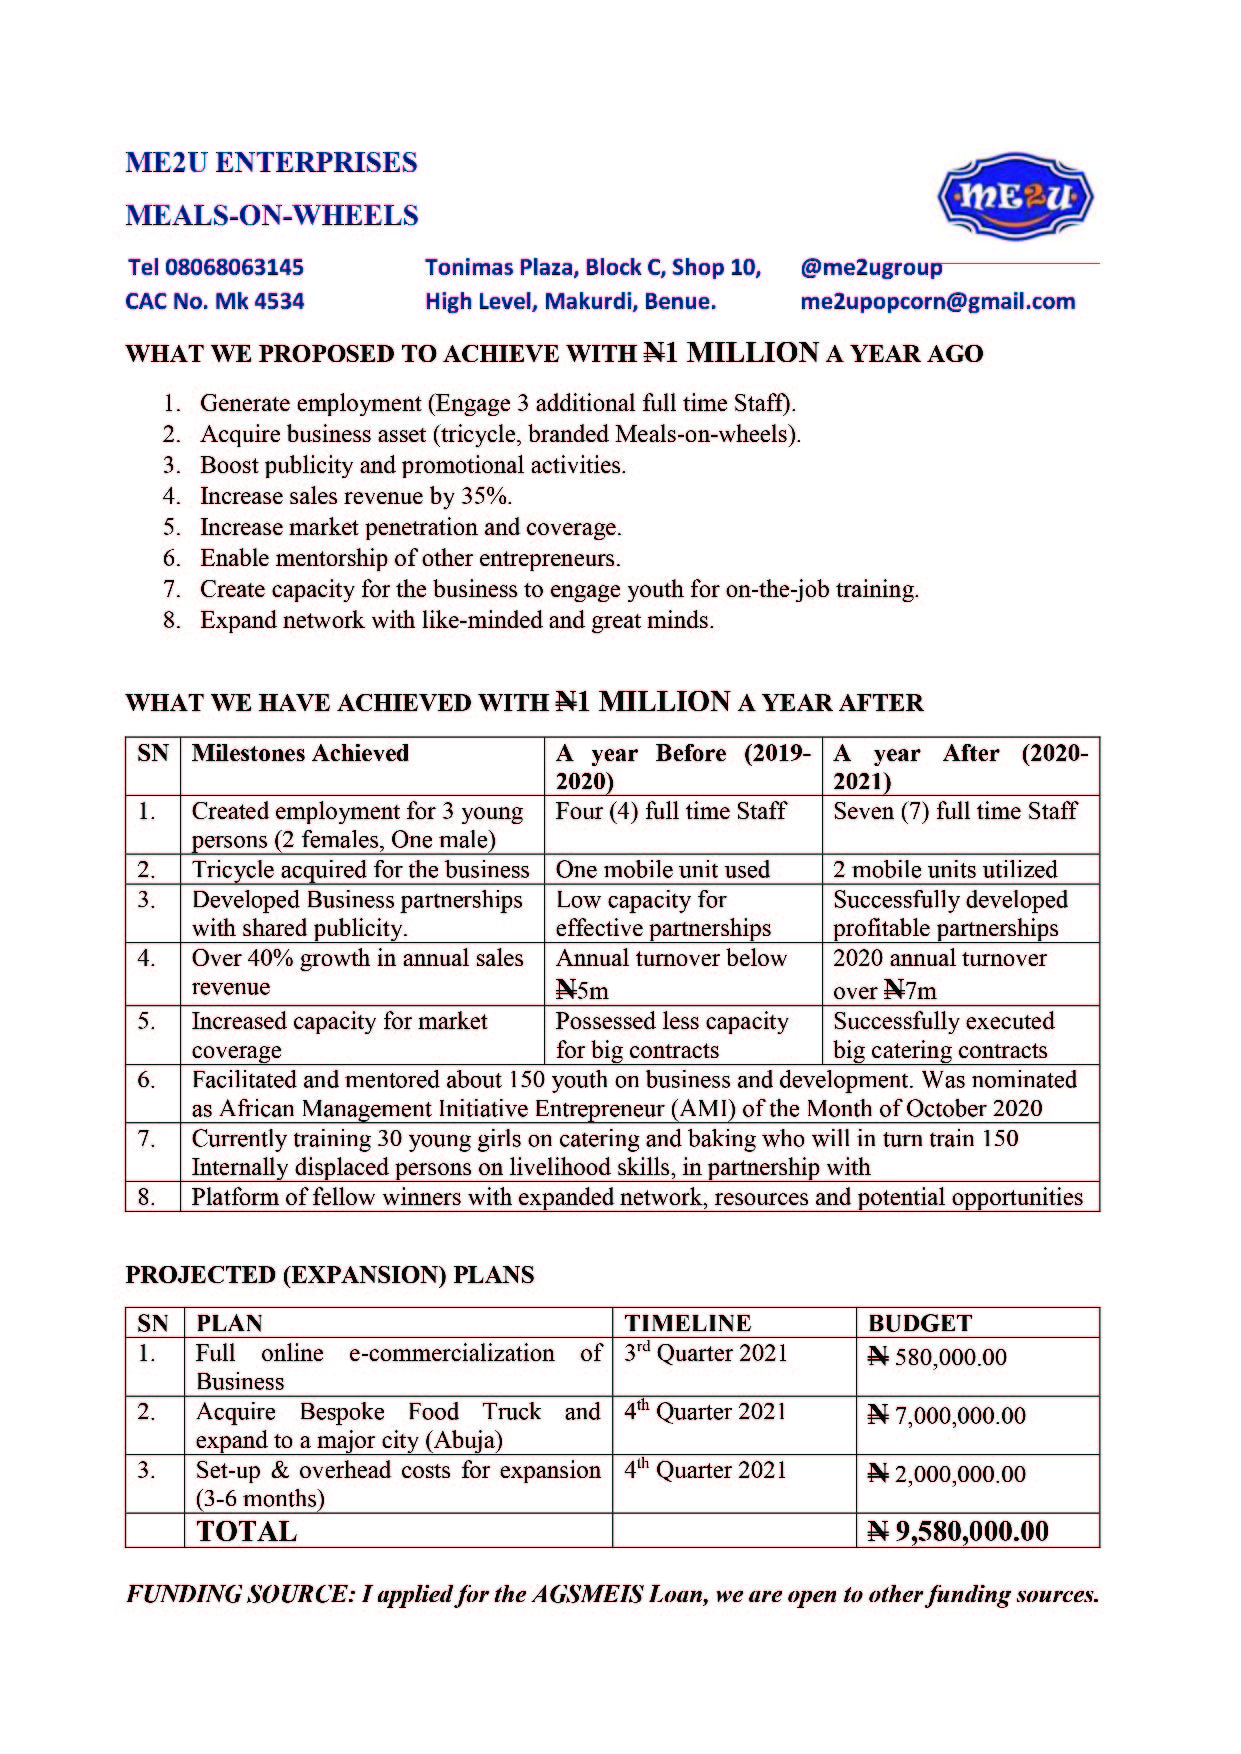 ME2U ENTERPRISES
MEALS-ON-WHEELS
ME2U
Tel 08068063145 Tonimas Plaza, Block C, Shop 10, @me2ugroup
CAC No. Mk 4534 High Level, Makurdi, Benue. me2upopcorn@gmail.com
WHAT WE PROPOSED TO ACHIEVE WITH ₦1 MILLION A YEAR AGO
1. Generate employment (Engage 3 additional full time Staff).
2. Acquire business asset (tricycle, branded Meals-on-wheels).
3. Boost publicity and promotional activities.
4. Increase sales revenue by 35%.
5. Increase market penetration and coverage.
6. Enable mentorship of other entrepreneurs.
7. Create capacity for the business to engage youth for on-the-job training.
8. Expand network with like-minded and great minds.
WHAT WE HAVE ACHIEVED WITH ₦1 MILLION A YEAR AFTER
SN Milestones Achieved A year Before (2019- A year After (2020-
2020) 2021)
1. Created employment for 3 young Four (4) full time Staff Seven (7) full time Staff
persons (2 females, One male)
2. Tricycle acquired for the business One mobile unit used 2 mobile units utilized
3. Developed Business partnerships Low capacity for Successfully developed
with shared publicity. effective partnerships profitable partnerships
4. Over 40% growth in annual sales Annual turnover below 2020 annual turnover
revenue ₦5m over ₦7m
5. Increased capacity for market Possessed less capacity Successfully executed
coverage for big contracts big catering contracts
6. Facilitated and mentored about 150 youth on business and development. Was nominated
as African Management Initiative Entrepreneur (AMI) of the Month of October 2020
7. Currently training 30 young girls on catering and baking who will in turn train 150
Internally displaced persons on livelihood skills, in partnership with
8. Platform of fellow winners with expanded network, resources and potential opportunities
PROJECTED (EXPANSION) PLANS
SN PLAN TIMELINE BUDGET
1. Full online e-commercialization of 3rd Quarter 2021 ₦ 580,000.00
Business
2. Acquire Bespoke Food Truck and 4th Quarter 2021 ₦ 7,000,000.00
expand to a major city (Abuja)
3. Set-up & overhead costs for expansion 4th Quarter 2021 ₦ 2,000,000.00
(3-6 months)
TOTAL ₦ 9,580,000.00
FUNDING SOURCE: I applied for the AGSMEIS Loan, we are open to other funding sources.